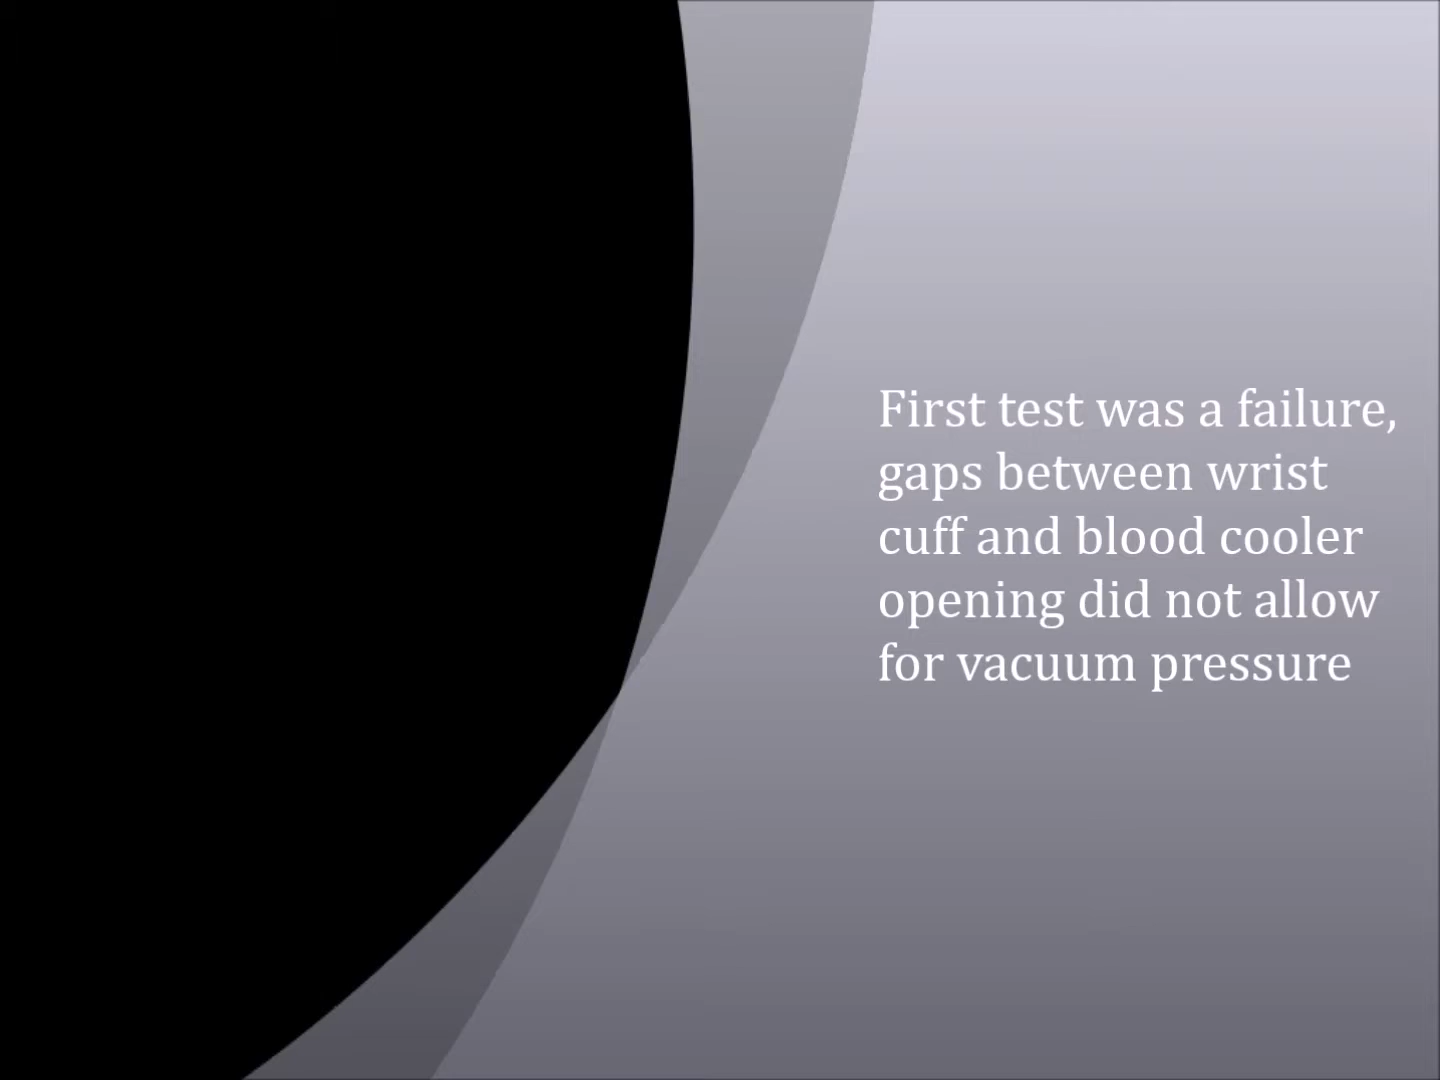 First test was a failure,
gaps between wrist
cuff and blood cooler
opening did not allow
for vacuum pressure